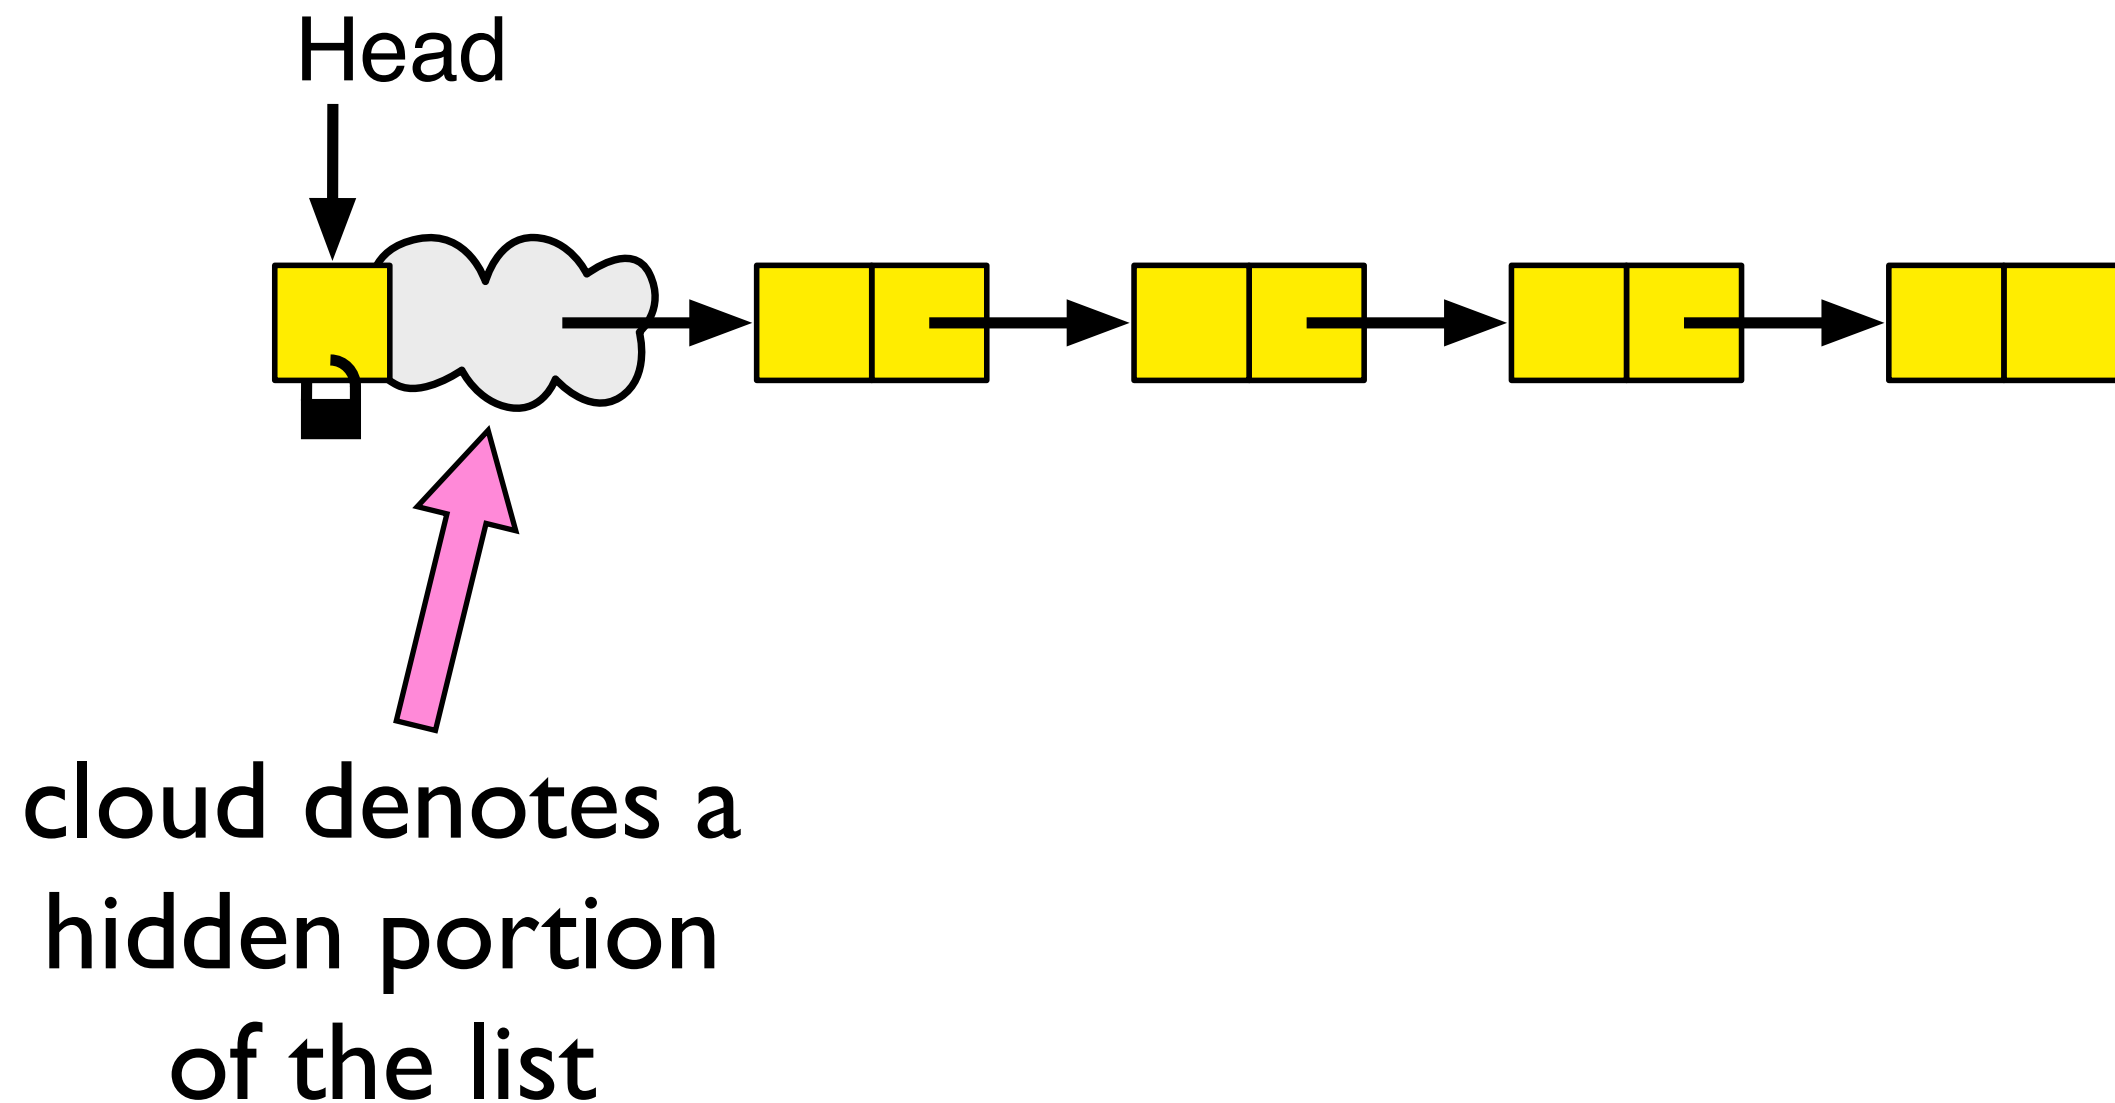 Head
cloud denotes a
hidden portion
of the list